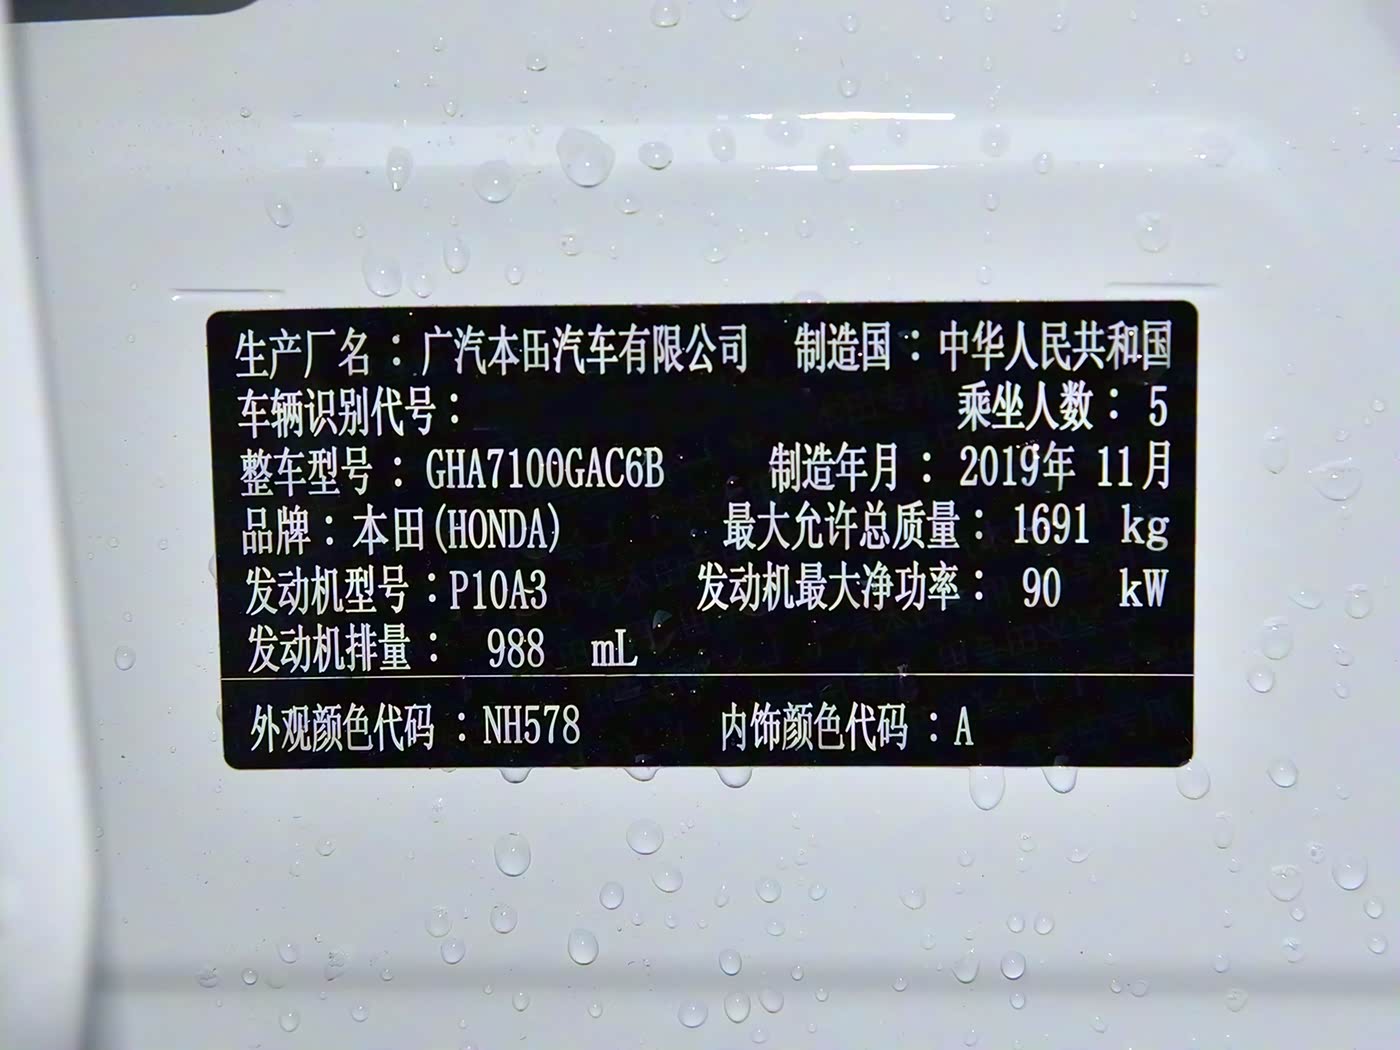 生产厂名：广汽本田汽车有限公司 制造国：中华人民共和国
车辆识别代号： 乘坐人数：5
整车型号：GHA7100GAC6B 制造年月：2019年 11月
品牌：本田(HONDA) 最大允许总质量：1691 kg
发动机型号：P10A3 发动机最大净功率：90 kW
发动机排量：988 mL
外观颜色代码：NH578 内饰颜色代码：A